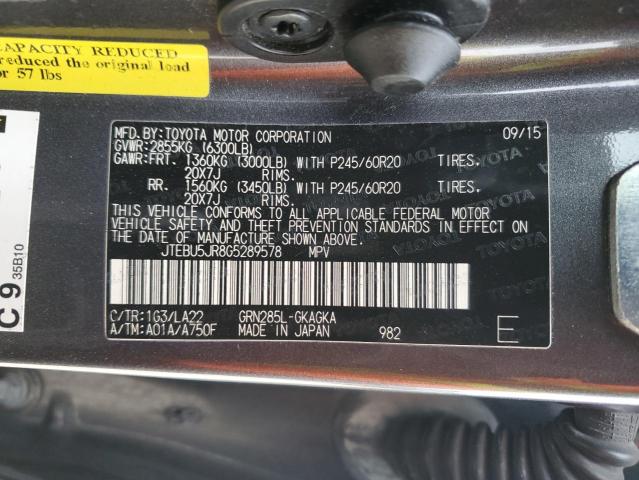 CAPACITY REDUCED
reduced the original load
or 57 lbs
MFD.BY:TOYOTA MOTOR CORPORATION 09/15
GVWR:2855KG (6300LB)
GAWR:FRT. 1360KG (3000LB) WITH P245/60R20 TIRES.
20X7J RIMS.
RR. 1560KG (3450LB) WITH P245/60R20 TIRES.
20X7J RIMS.
THIS VEHICLE CONFORMS TO ALL APPLICABLE FEDERAL MOTOR
VEHICLE SAFETY AND THEFT PREVENTION STANDARDS IN EFFECT ON
THE DATE OF MANUFACTURE SHOWN ABOVE.
JTEBU5JR8G5289578 MPV
C/TR:1G3/LA22 GRN285L-GKAGKA
A/TM:A01A/A750F MADE IN JAPAN 982 E
C 9 35B10